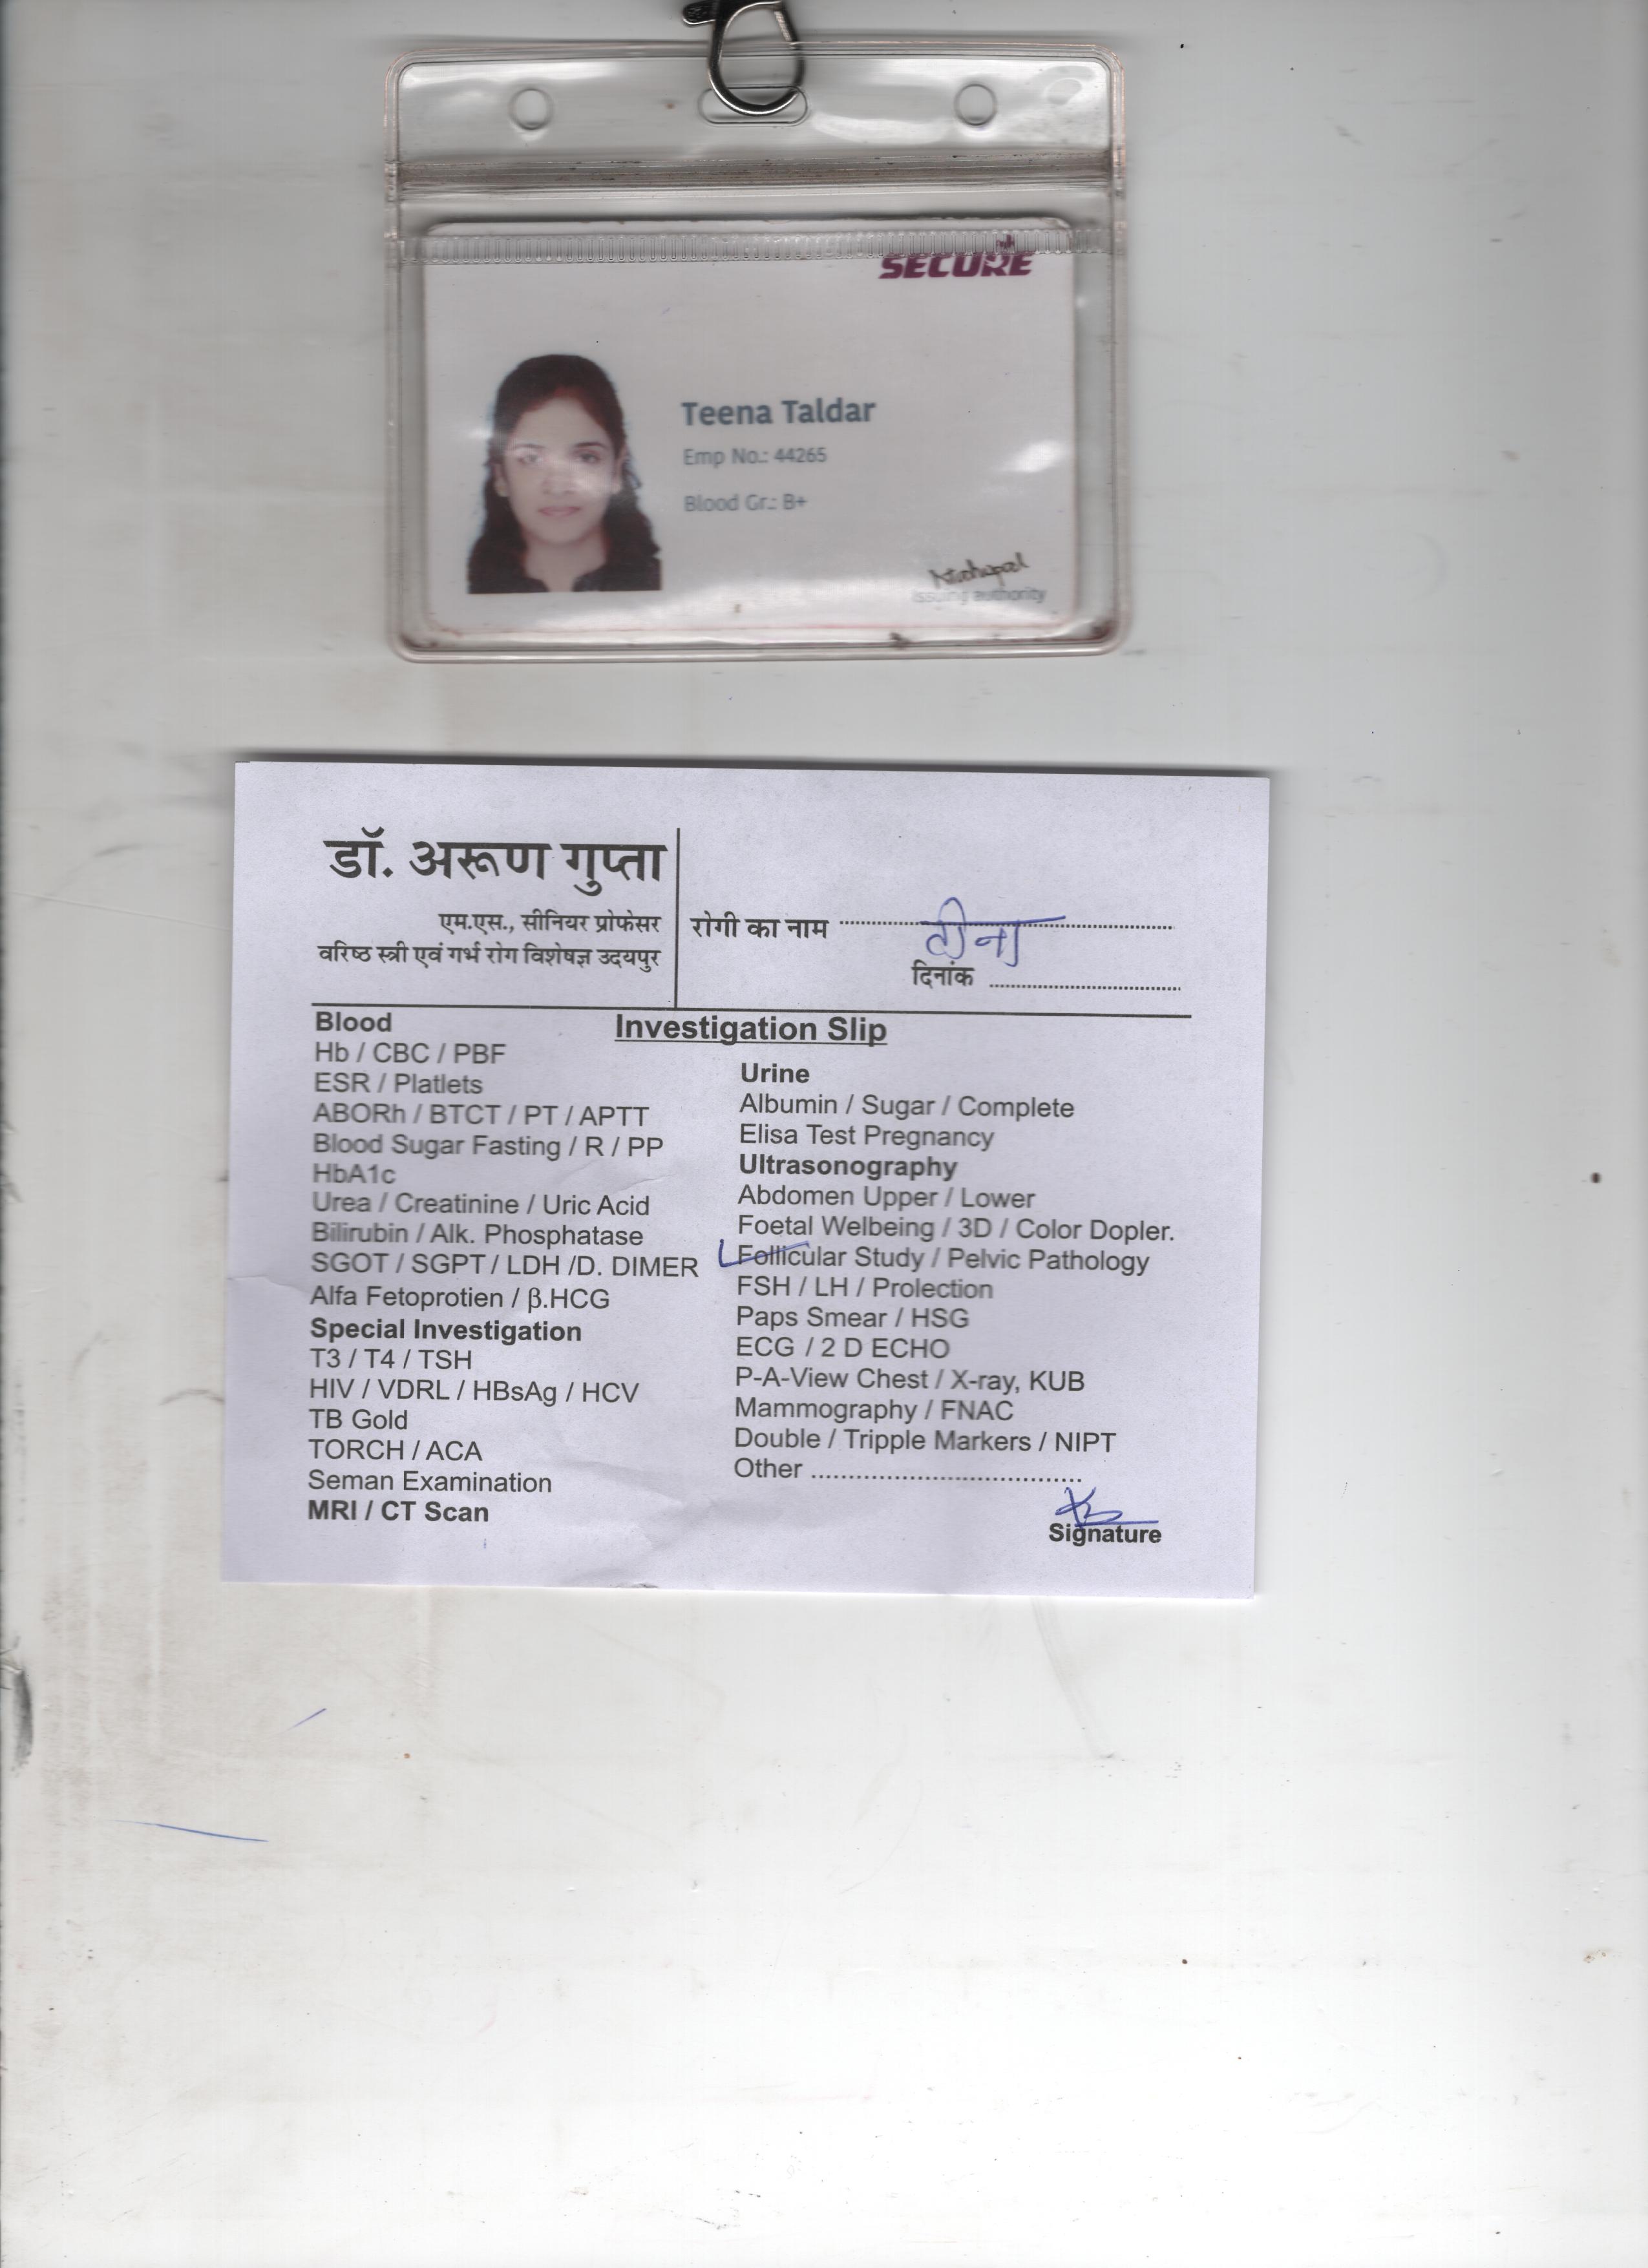 SECURE
Teena Taldar
Emp No.: 44265
Blood Gr.: B+
Issuing authority
डॉ. अरूण गुप्ता
एम.एस., सीनियर प्रोफेसर
वरिष्ठ स्त्री एवं गर्भ रोग विशेषज्ञ उदयपुर
रोगी का नाम टीना
दिनांक
Investigation Slip
Blood
Hb / CBC / PBF
ESR / Platlets
ABORh / BTCT / PT / APTT
Blood Sugar Fasting / R / PP
HbA1c
Urea / Creatinine / Uric Acid
Bilirubin / Alk. Phosphatase
SGOT / SGPT / LDH /D. DIMER
Alfa Fetoprotien / β.HCG
Special Investigation
T3 / T4 / TSH
HIV / VDRL / HBsAg / HCV
TB Gold
TORCH / ACA
Seman Examination
MRI / CT Scan
Urine
Albumin / Sugar / Complete
Elisa Test Pregnancy
Ultrasonography
Abdomen Upper / Lower
Foetal Welbeing / 3D / Color Dopler.
Follicular Study / Pelvic Pathology
FSH / LH / Prolection
Paps Smear / HSG
ECG / 2 D ECHO
P-A-View Chest / X-ray, KUB
Mammography / FNAC
Double / Tripple Markers / NIPT
Other
Signature